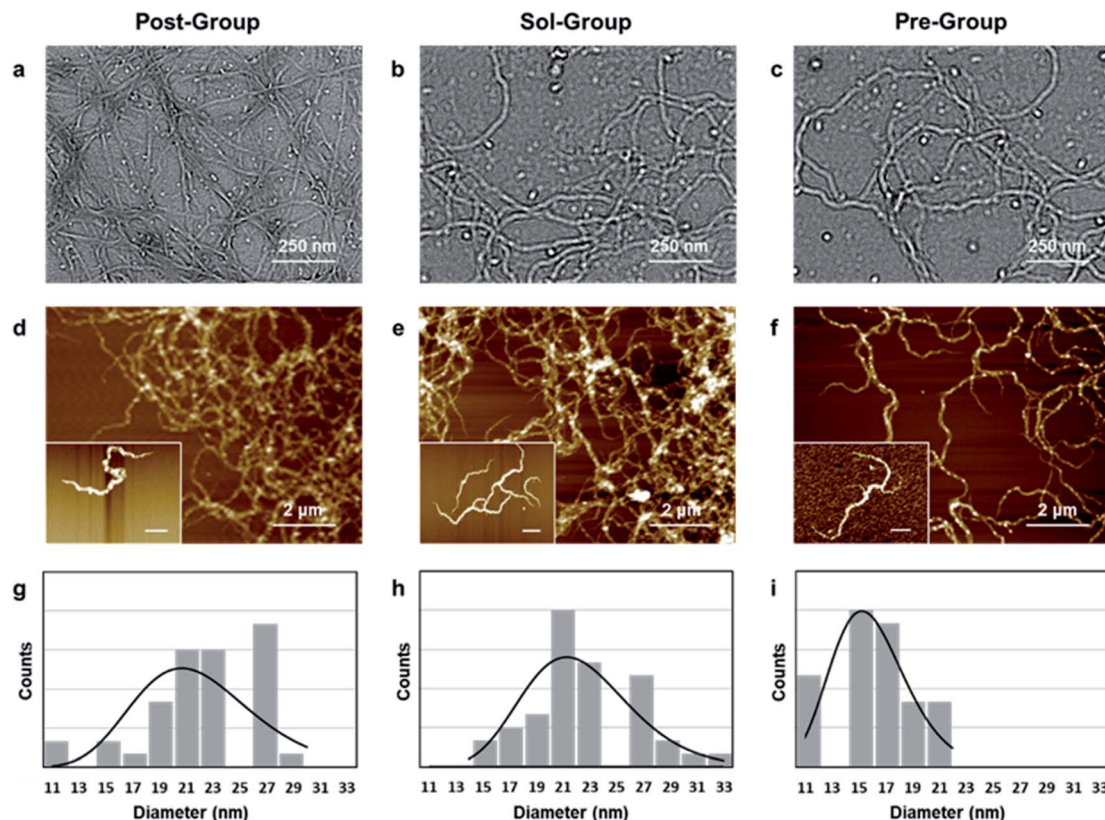 Post-Group Sol-Group Pre-Group
a b c
250 nm 250 nm 250 nm
d e f
2 µm 2 µm 2 µm
g h i
Counts Counts Counts
11 13 15 17 19 21 23 25 27 29 31 33 11 13 15 17 19 21 23 25 27 29 31 33 11 13 15 17 19 21 23 25 27 29 31 33
Diameter (nm) Diameter (nm) Diameter (nm)